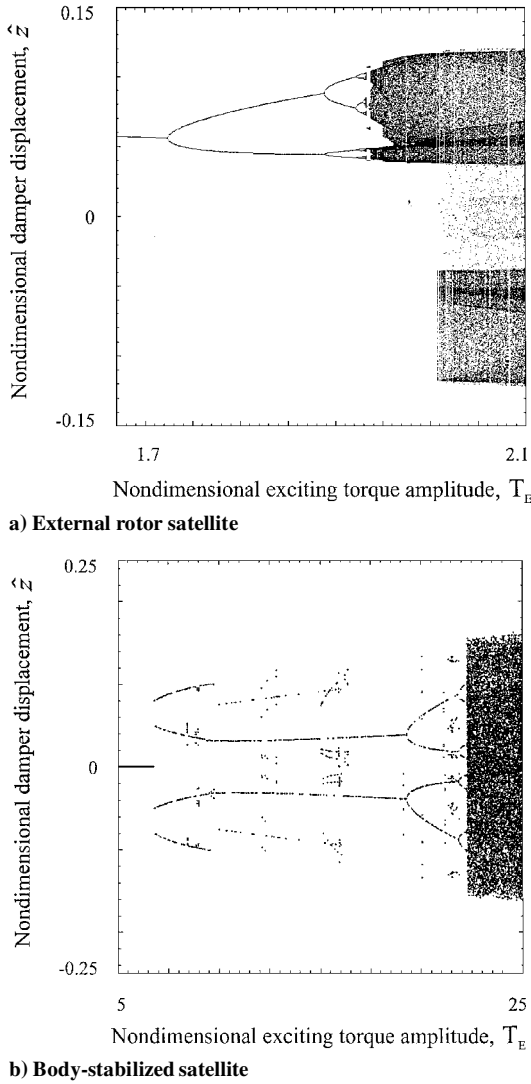 0.15
Nondimensional damper displacement, ẑ
0
-0.15
1.7
2.1
Nondimensional exciting torque amplitude, T_E
a) External rotor satellite
0.25
Nondimensional damper displacement, ẑ
0
-0.25
5
25
Nondimensional exciting torque amplitude, T_E
b) Body-stabilized satellite